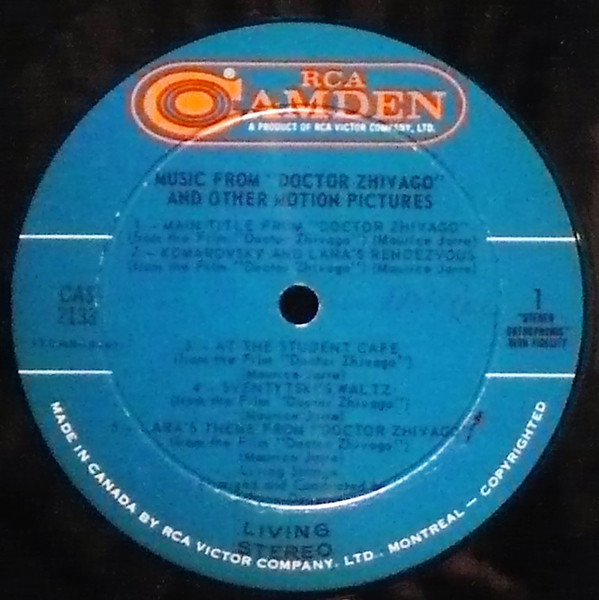 RCA
CAMDEN
A PRODUCT OF RCA VICTOR COMPANY, LTD.
MUSIC FROM "DOCTOR ZHIVAGO"
AND OTHER MOTION PICTURES
1 - MAIN TITLE FROM "DOCTOR ZHIVAGO"
(from the Film "Doctor Zhivago") (Maurice Jarre)
2 - KOMAROVSKY AND LARA'S RENDEZVOUS
(from the Film "Doctor Zhivago") (Maurice Jarre)
CAS
2133
1
"STEREO
ORTHOPHONIC"
HIGH FIDELITY
3 - AT THE STUDENT CAFE
(from the Film "Doctor Zhivago")
(Maurice Jarre)
4 - SVENTYTSKI'S WALTZ
(from the Film "Doctor Zhivago")
(Maurice Jarre)
5 - LARA'S THEME FROM "DOCTOR ZHIVAGO"
(from the Film "Doctor Zhivago")
(Maurice Jarre)
Living Strings
and Conducted
LIVING
STEREO
MADE IN CANADA BY RCA VICTOR COMPANY, LTD., MONTREAL — COPYRIGHTED